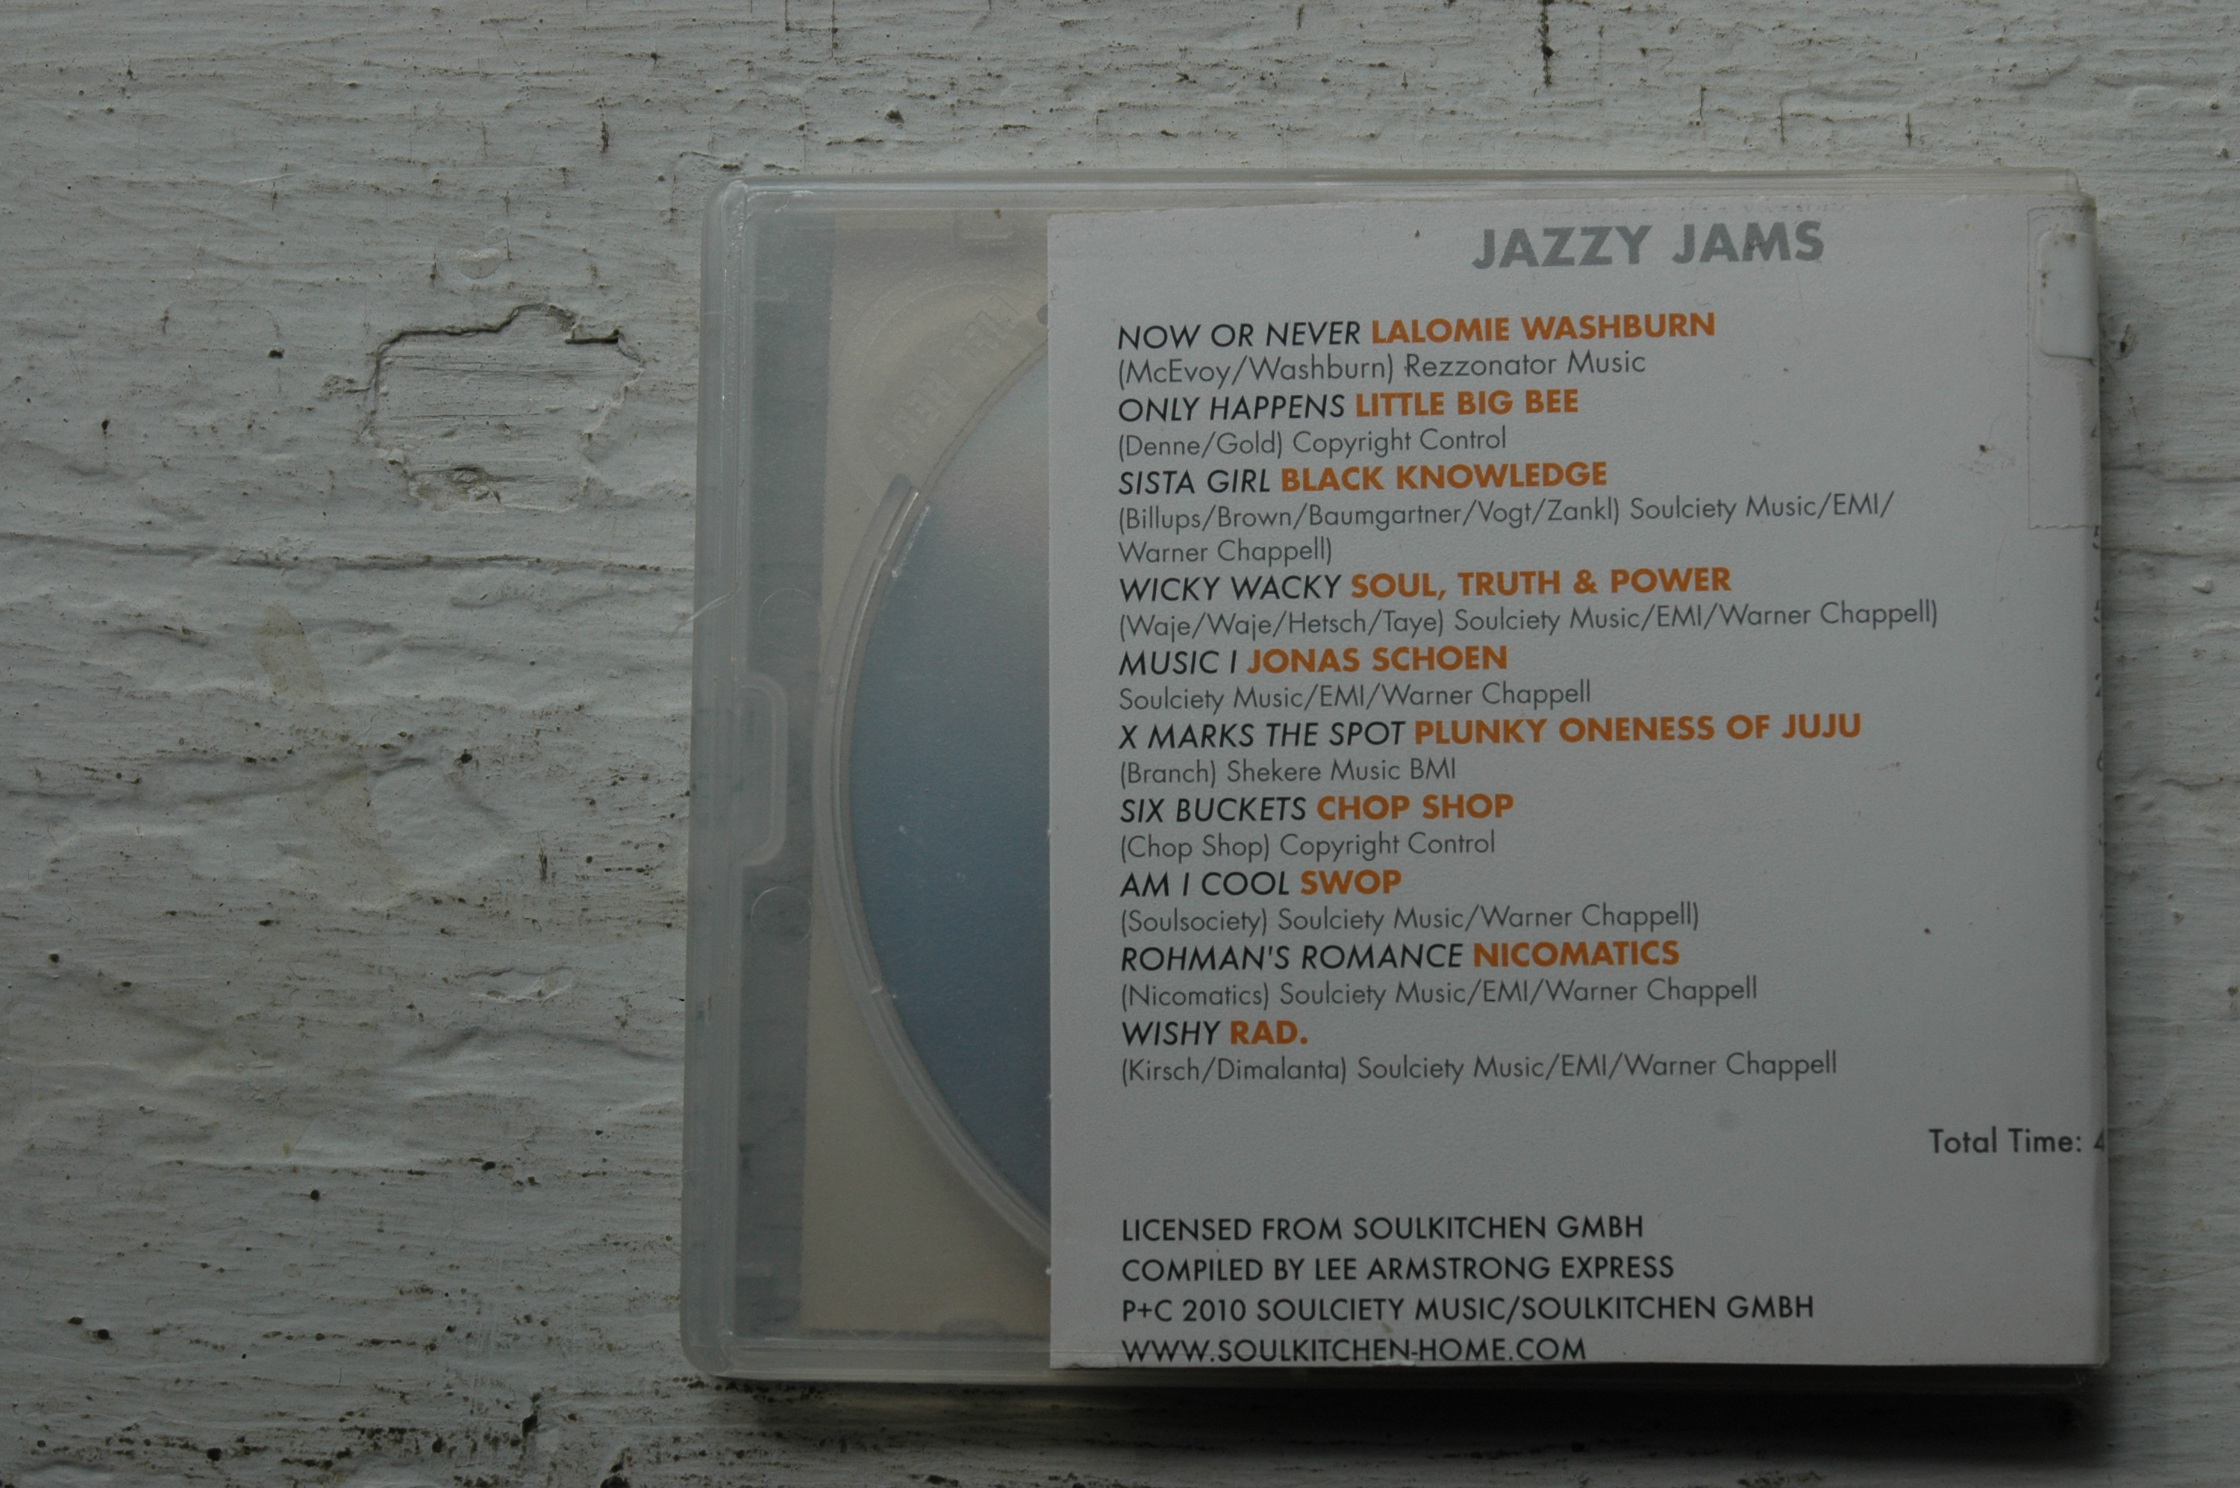 JAZZY JAMS
NOW OR NEVER LALOMIE WASHBURN
(McEvoy/Washburn) Rezzonator Music
ONLY HAPPENS LITTLE BIG BEE
(Denne/Gold) Copyright Control
SISTA GIRL BLACK KNOWLEDGE
(Billups/Brown/Baumgartner/Vogt/Zankl) Soulciety Music/EMI/
Warner Chappell)
WICKY WACKY SOUL, TRUTH & POWER
(Waje/Waje/Hetsch/Taye) Soulciety Music/EMI/Warner Chappell)
MUSIC I JONAS SCHOEN
Soulciety Music/EMI/Warner Chappell
X MARKS THE SPOT PLUNKY ONENESS OF JUJU
(Branch) Shekere Music BMI
SIX BUCKETS CHOP SHOP
(Chop Shop) Copyright Control
AM I COOL SWOP
(Soulsociety) Soulciety Music/Warner Chappell)
ROHMAN'S ROMANCE NICOMATICS
(Nicomatics) Soulciety Music/EMI/Warner Chappell
WISHY RAD.
(Kirsch/Dimalanta) Soulciety Music/EMI/Warner Chappell
Total Time: 4
LICENSED FROM SOULKITCHEN GMBH
COMPILED BY LEE ARMSTRONG EXPRESS
P+C 2010 SOULCIETY MUSIC/SOULKITCHEN GMBH
WWW.SOULKITCHEN-HOME.COM